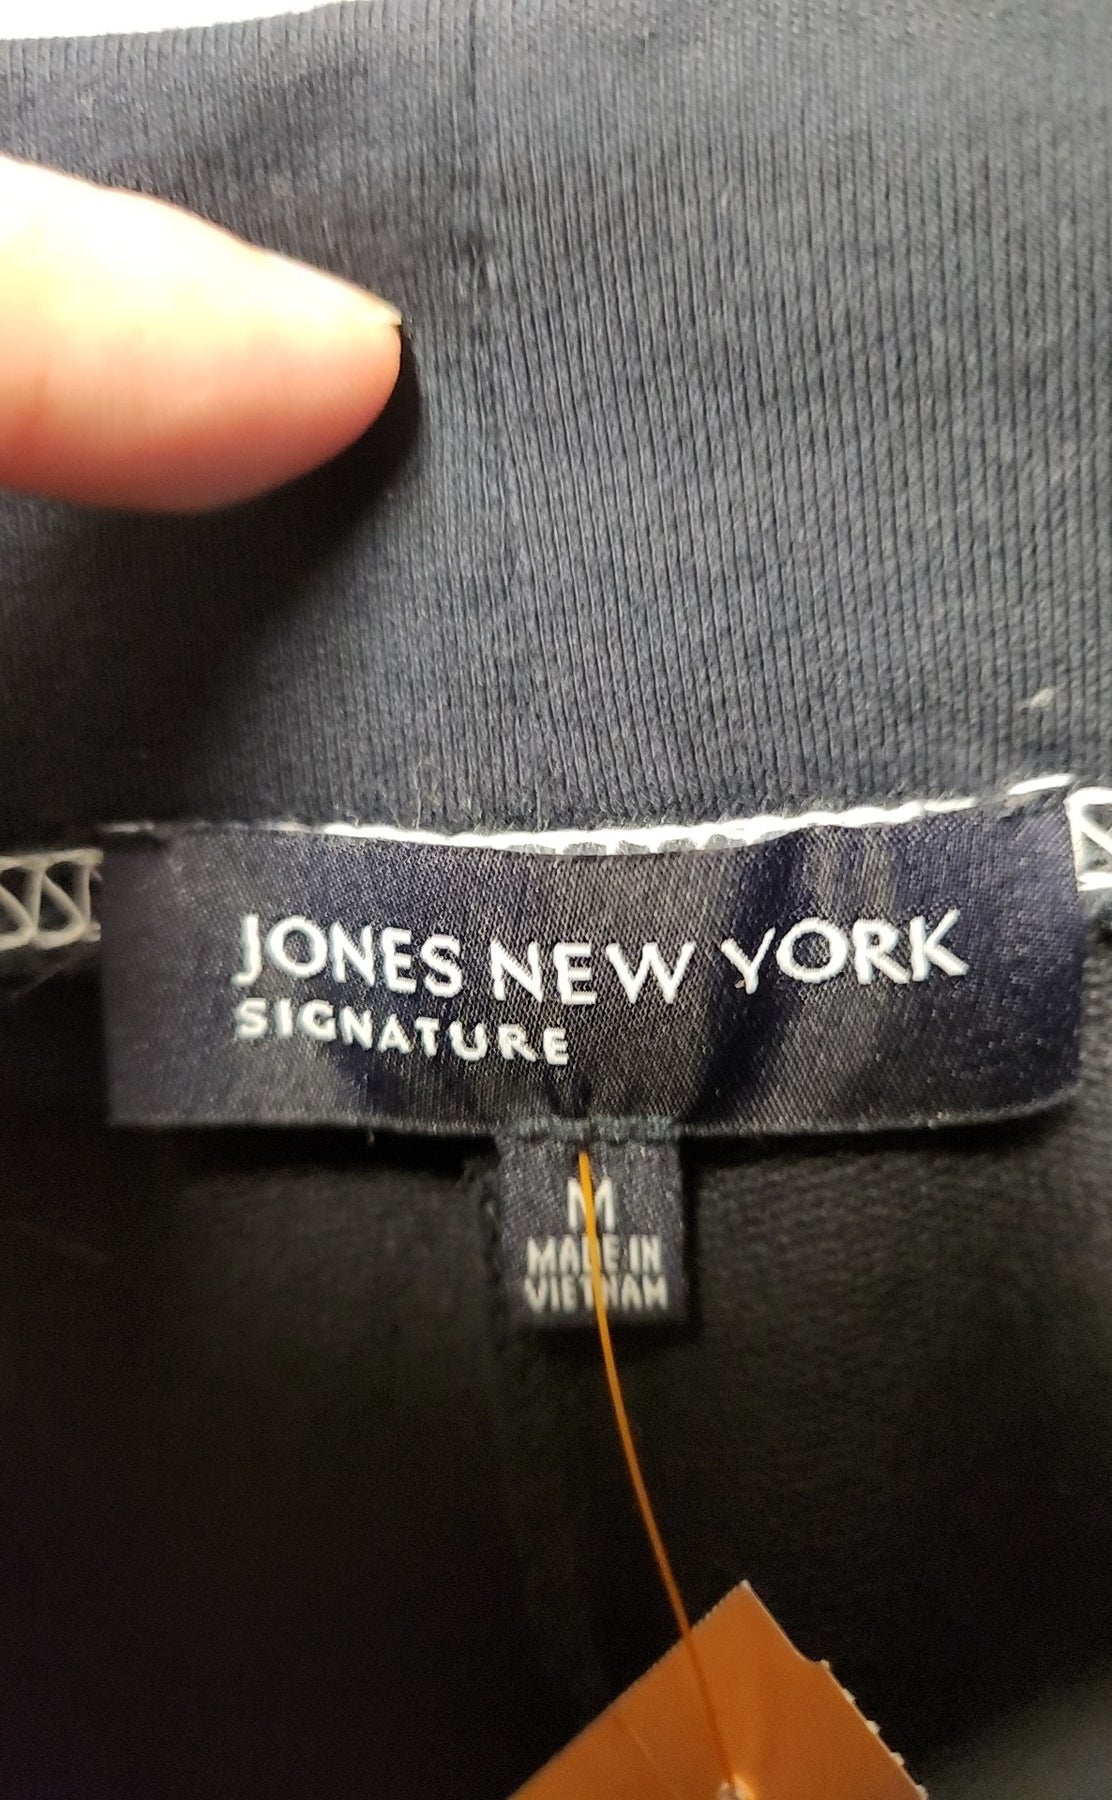 JONES NEW YORK
SIGNATURE
M
MADE IN
VIETNAM